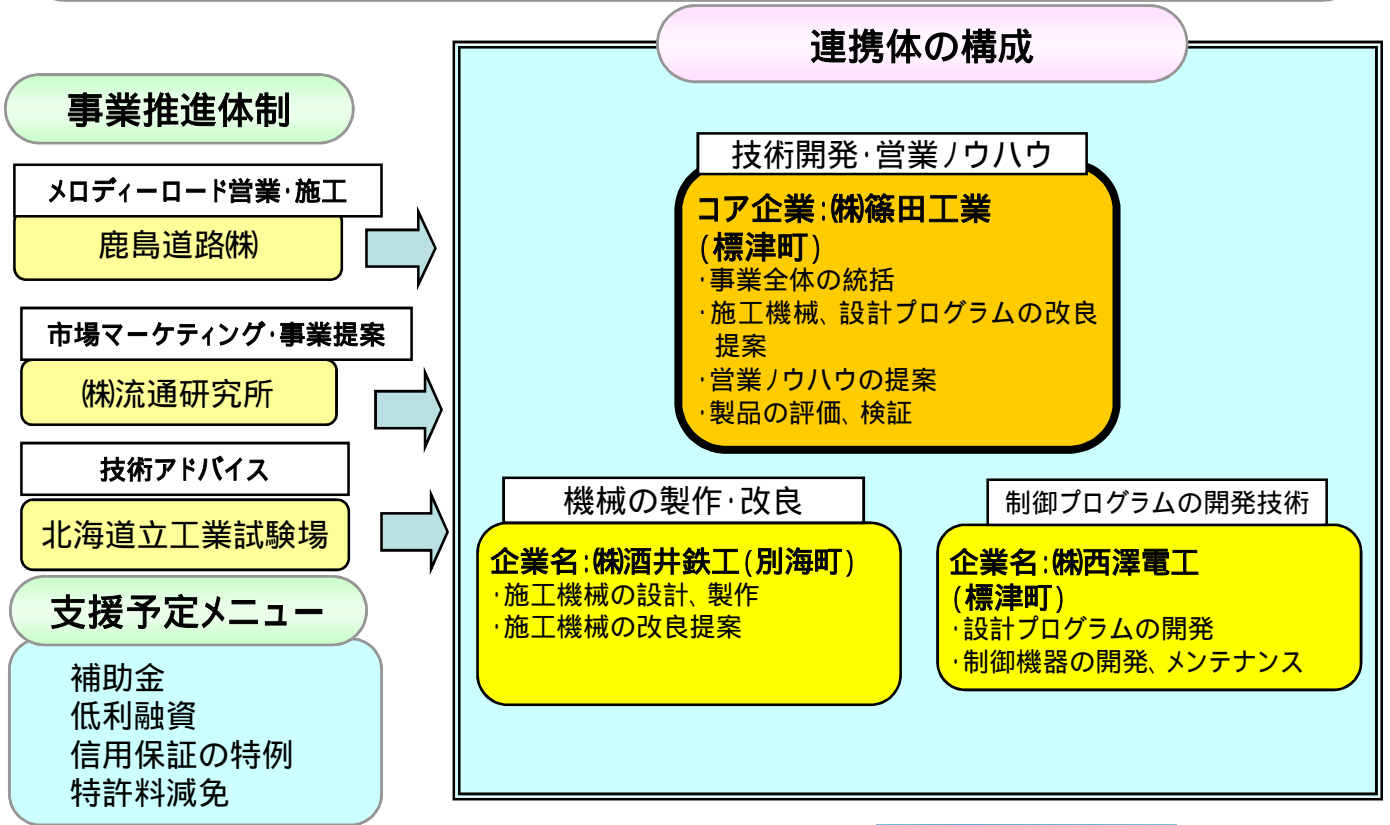 連携体の構成
事業推進体制
メロディーロード営業・施工
鹿島道路㈱
市場マーケティング・事業提案
㈱流通研究所
技術アドバイス
北海道立工業試験場
支援予定メニュー
補助金
低利融資
信用保証の特例
特許料減免
技術開発・営業ノウハウ
コア企業：㈱篠田工業
(標津町)
・事業全体の統括
・施工機械、設計プログラムの改良
提案
・営業ノウハウの提案
・製品の評価、検証
機械の製作・改良
企業名：㈱酒井鉄工(別海町)
・施工機械の設計、製作
・施工機械の改良提案
制御プログラムの開発技術
企業名：㈱西澤電工
(標津町)
・設計プログラムの開発
・制御機器の開発、メンテナンス